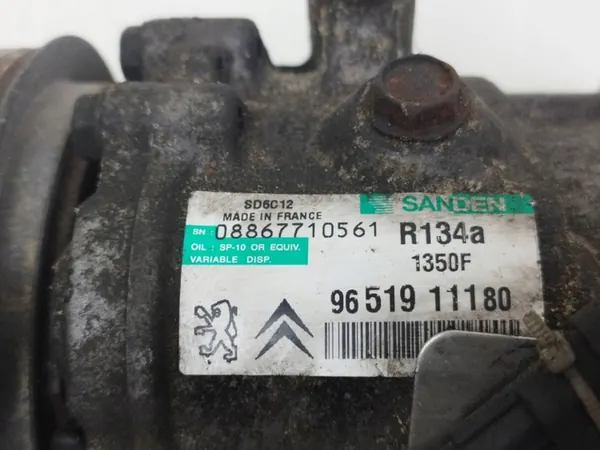 SD6C12
SANDEN
MADE IN FRANCE
SN: 08867710561
R134a
OIL : SP-10 OR EQUIV.
VARIABLE DISP.
1350F
96 519 11180